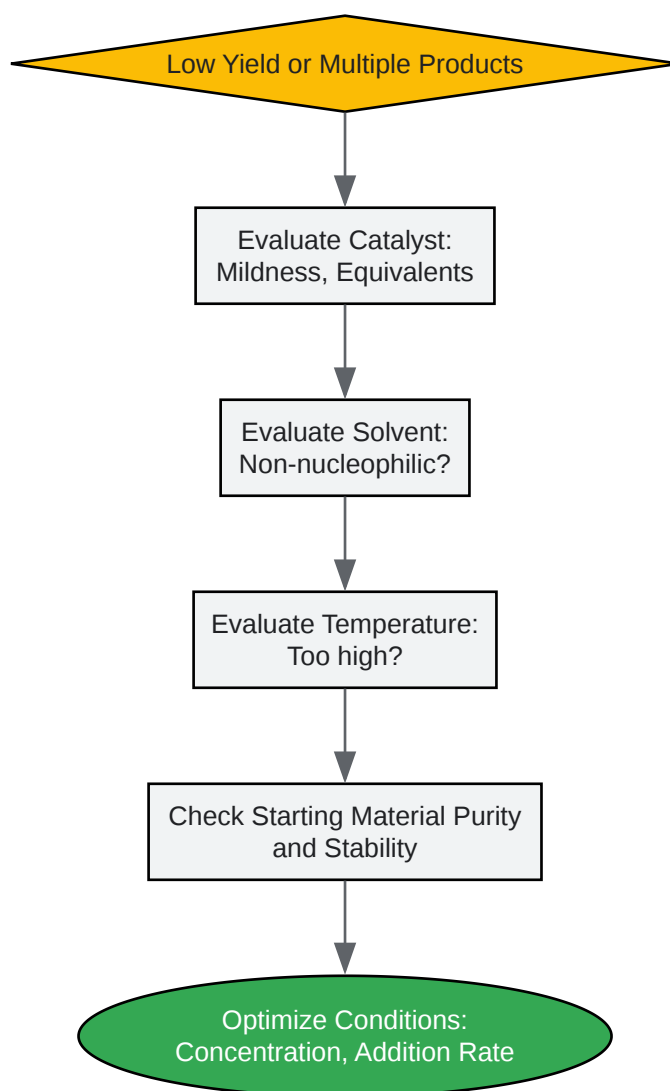 Low Yield or Multiple Products
Evaluate Catalyst:
Mildness, Equivalents
Evaluate Solvent:
Non-nucleophilic?
Evaluate Temperature:
Too high?
Check Starting Material Purity
and Stability
Optimize Conditions:
Concentration, Addition Rate